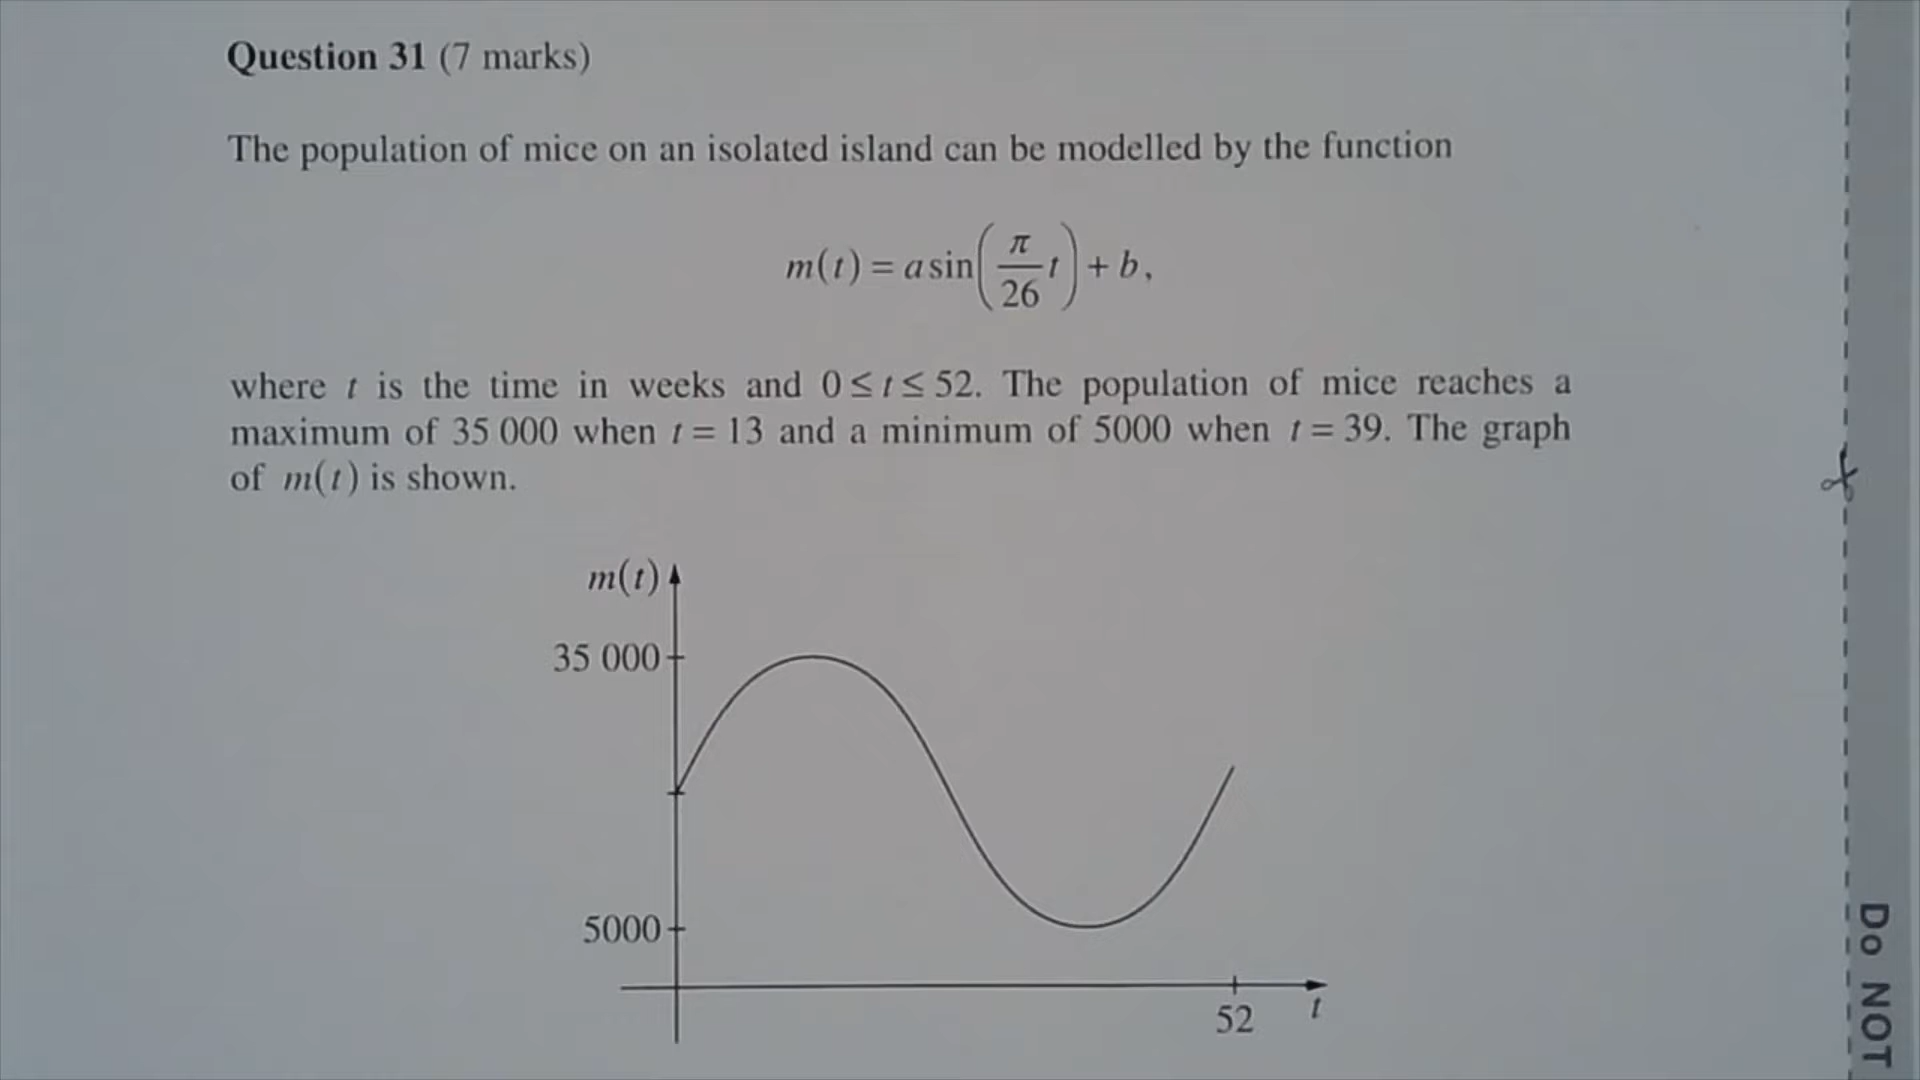 Question 31 (7 marks)
The population of mice on an isolated island can be modelled by the function
m(t) = a sin(π/26 t) + b,
where t is the time in weeks and 0 ≤ t ≤ 52. The population of mice reaches a
maximum of 35 000 when t = 13 and a minimum of 5000 when t = 39. The graph
of m(t) is shown.
m(t)
35 000
5000
52
t
Do NOT